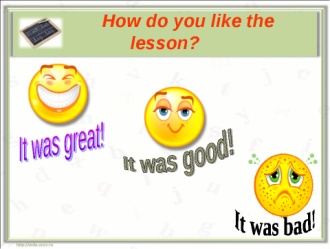 How do you like the
lesson?
It was great!
It was good!
It was bad!